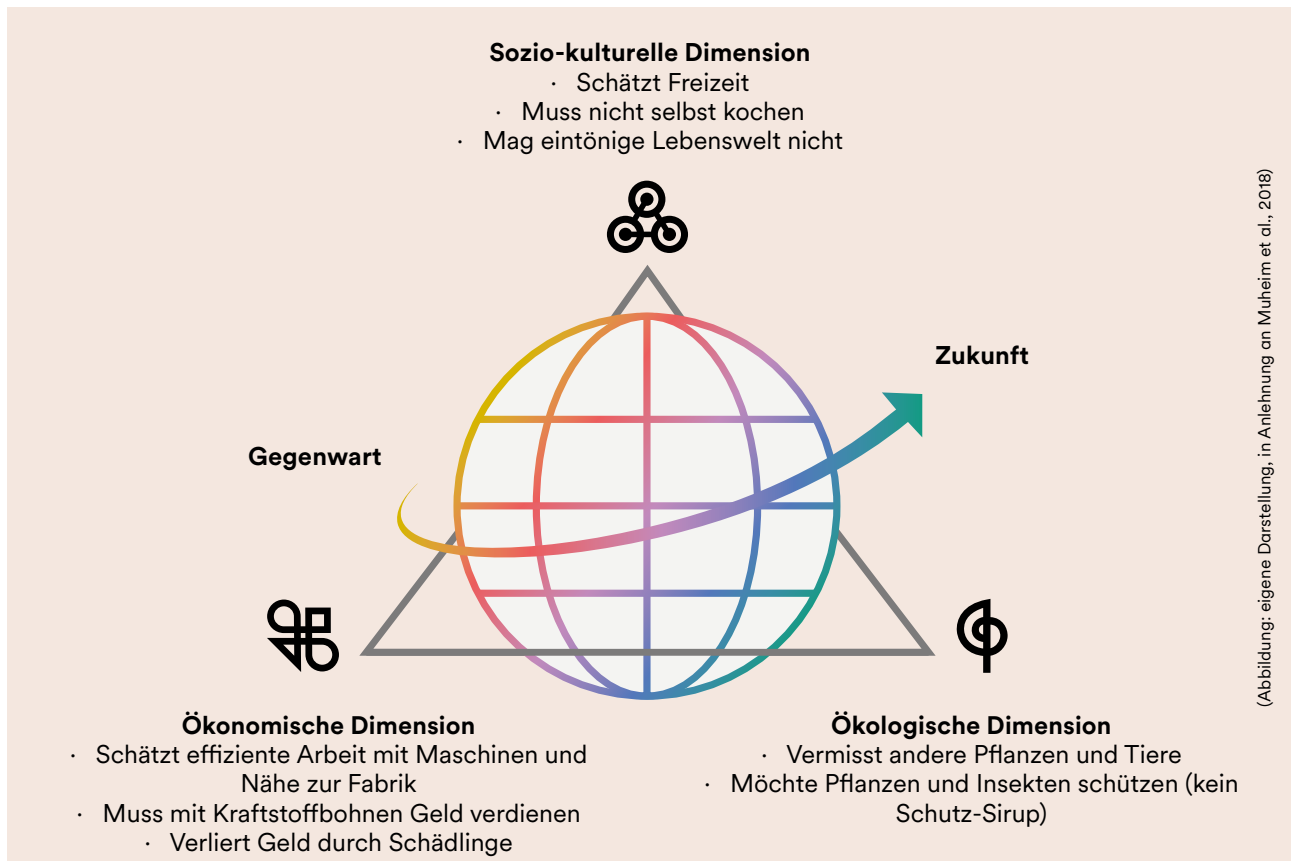 Sozio-kulturelle Dimension
· Schätzt Freizeit
· Muss nicht selbst kochen
· Mag eintönige Lebenswelt nicht
Zukunft
Gegenwart
Ökonomische Dimension
· Schätzt effiziente Arbeit mit Maschinen und
Nähe zur Fabrik
· Muss mit Kraftstoffbohnen Geld verdienen
· Verliert Geld durch Schädlinge
Ökologische Dimension
· Vermisst andere Pflanzen und Tiere
· Möchte Pflanzen und Insekten schützen (kein
Schutz-Sirup)
(Abbildung: eigene Darstellung, in Anlehnung an Muheim et al., 2018)